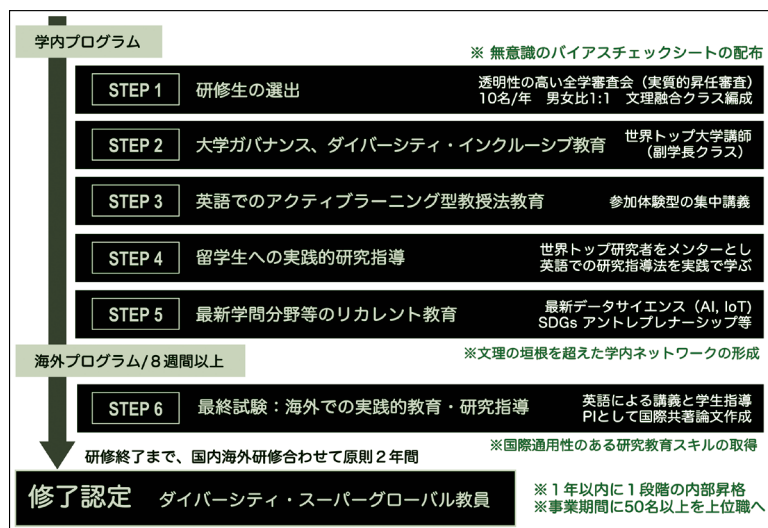 学内プログラム
※ 無意識のバイアスチェックシートの配布
STEP 1 研修生の選出
透明性の高い全学審査会（実質的昇任審査）
10名/年 男女比1:1 文理融合クラス編成
STEP 2 大学ガバナンス、ダイバーシティ・インクルーシブ教育
世界トップ大学講師
（副学長クラス）
STEP 3 英語でのアクティブラーニング型教授法教育
参加体験型の集中講義
STEP 4 留学生への実践的研究指導
世界トップ研究者をメンターとし
英語での研究指導法を実践で学ぶ
STEP 5 最新学問分野等のリカレント教育
最新データサイエンス（AI, IoT)
SDGs アントレプレナーシップ等
海外プログラム/８週間以上
※文理の垣根を超えた学内ネットワークの形成
STEP 6 最終試験：海外での実践的教育・研究指導
英語による講義と学生指導
PIとして国際共著論文作成
※国際通用性のある研究教育スキルの取得
研修終了まで、国内海外研修合わせて原則２年間
修了認定 ダイバーシティ・スーパーグローバル教員
※１年以内に１段階の内部昇格
※事業期間に50名以上を上位職へ